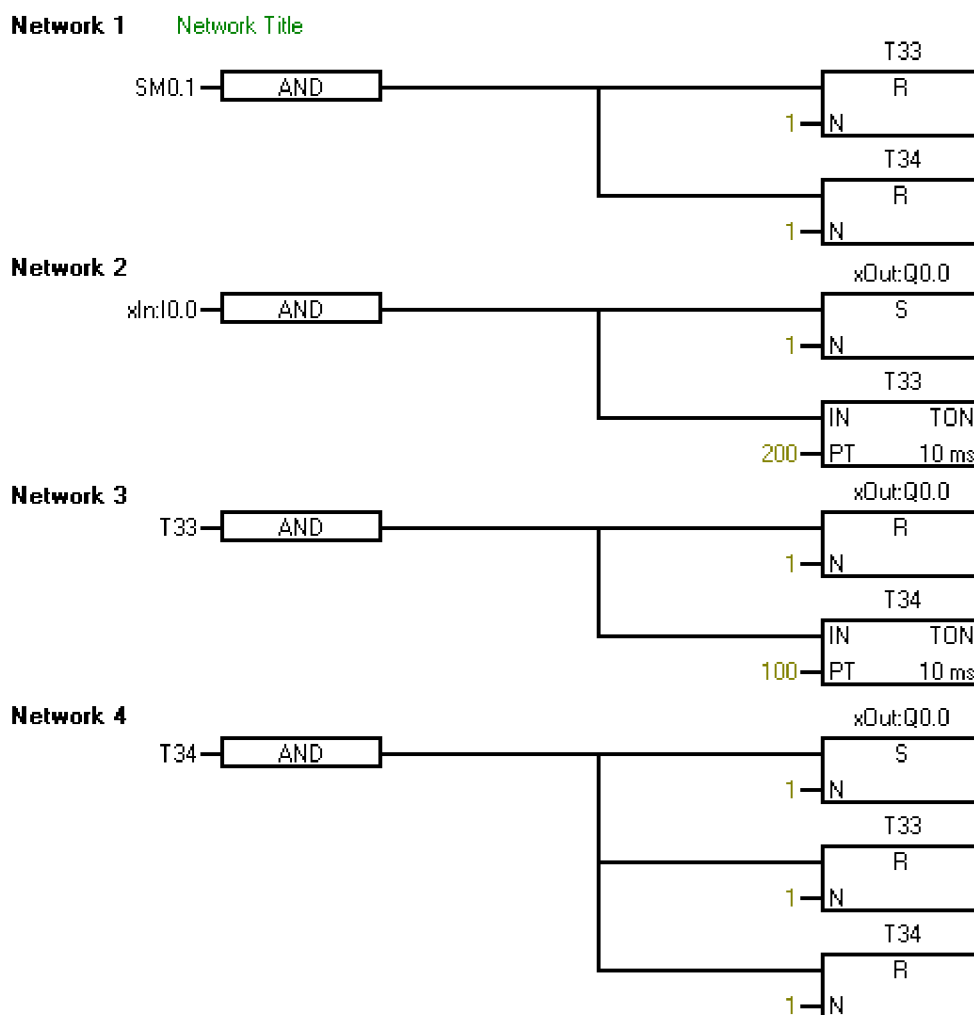 Network 1 Network Title
T33
SM0.1 AND R
1 N
T34
R
1 N
Network 2
xOut:Q0.0
xIn:I0.0 AND S
1 N
T33
IN TON
200 PT 10 ms
Network 3
xOut:Q0.0
T33 AND R
1 N
T34
IN TON
100 PT 10 ms
Network 4
xOut:Q0.0
T34 AND S
1 N
T33
R
1 N
T34
R
1 N